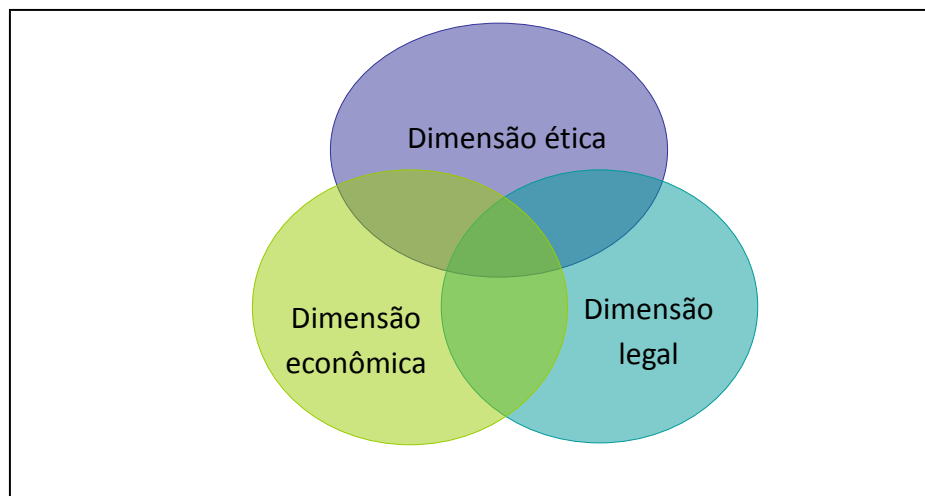 Dimensão ética
Dimensão
econômica
Dimensão
legal